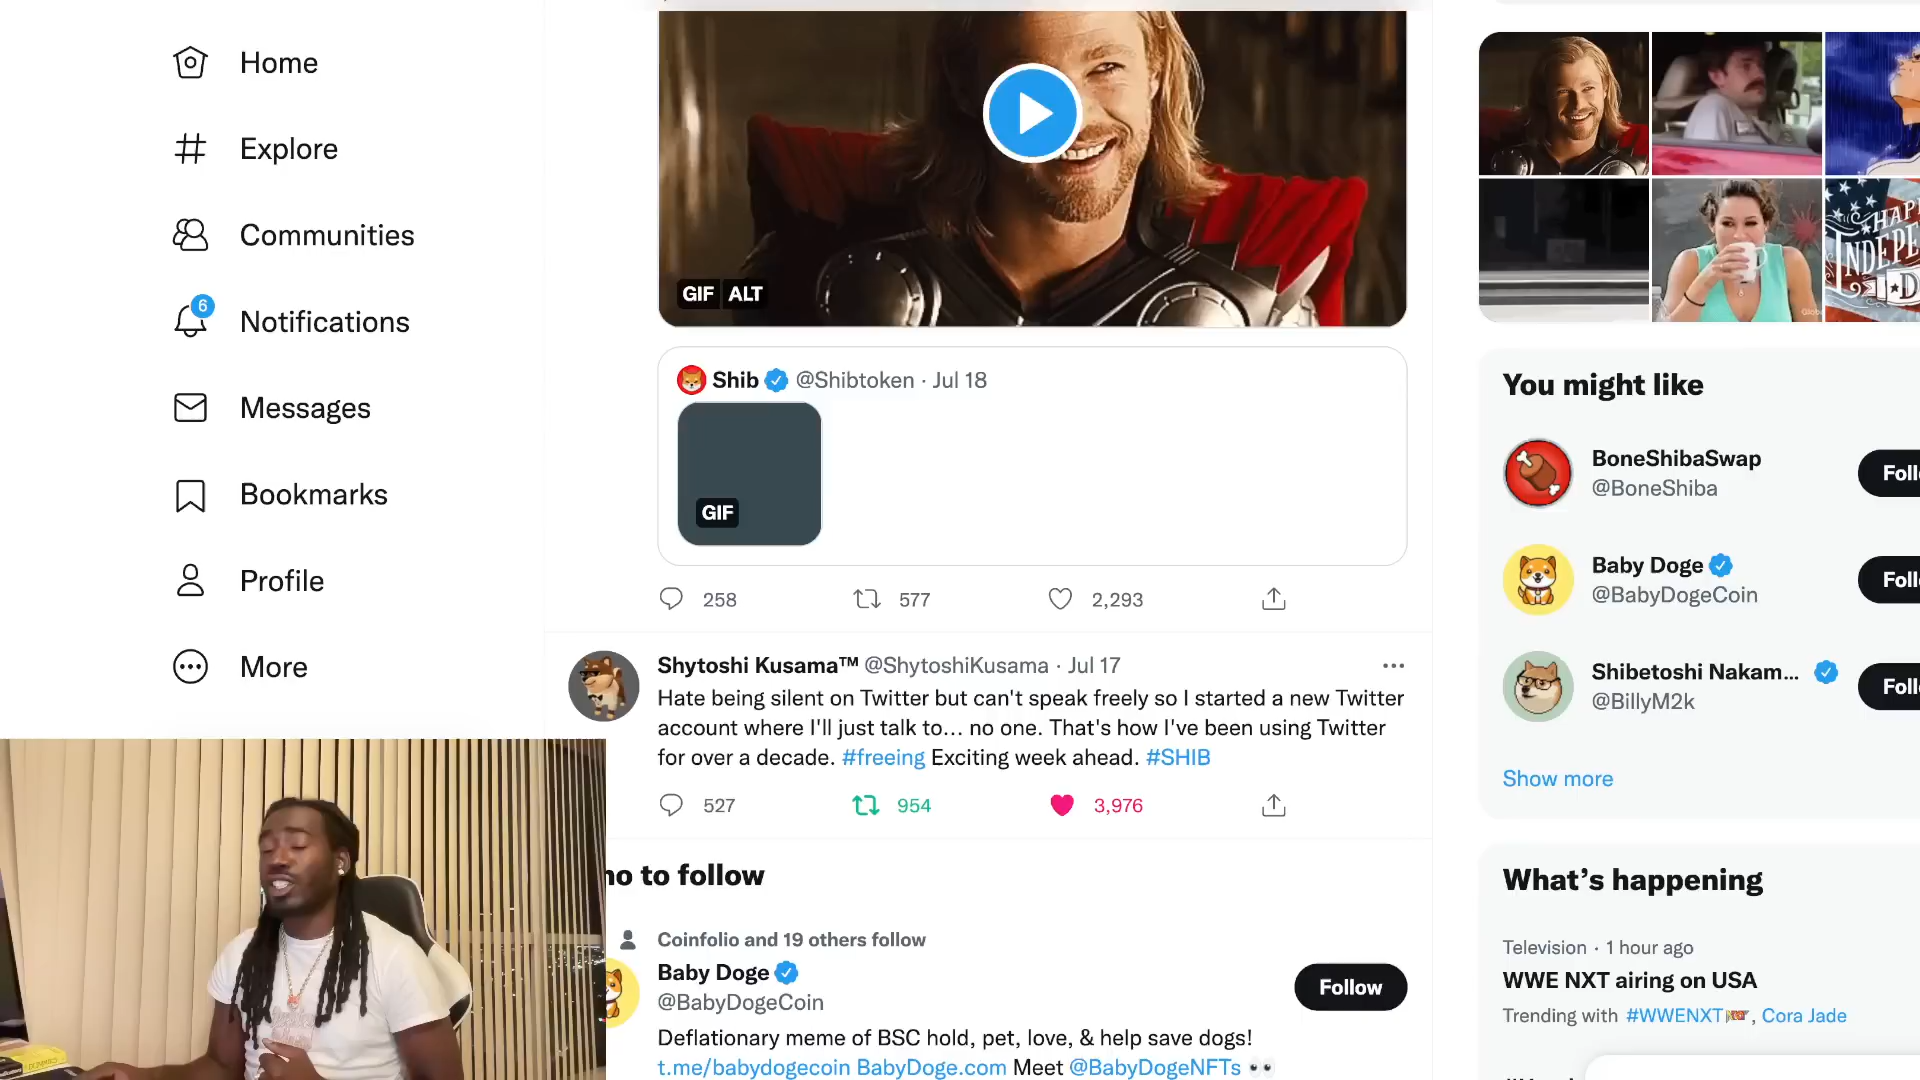 Home
Explore
Communities
6
Notifications
Messages
Bookmarks
Profile
More
GIF ALT
Shib @Shibtoken · Jul 18
GIF
258 577 2,293
Shytoshi Kusama™ @ShytoshiKusama · Jul 17
Hate being silent on Twitter but can't speak freely so I started a new Twitter
account where I'll just talk to... no one. That's how I've been using Twitter
for over a decade. #freeing Exciting week ahead. #SHIB
527 954 3,976
to follow
Coinfolio and 19 others follow
Baby Doge
@BabyDogeCoin
Follow
Deflationary meme of BSC hold, pet, love, & help save dogs!
t.me/babydogecoin BabyDoge.com Meet @BabyDogeNFTs
You might like
BoneShibaSwap
@BoneShiba
Foll
Baby Doge
@BabyDogeCoin
Foll
Shibetoshi Nakam...
@BillyM2k
Foll
Show more
What's happening
Television · 1 hour ago
WWE NXT airing on USA
Trending with #WWENXT, Cora Jade